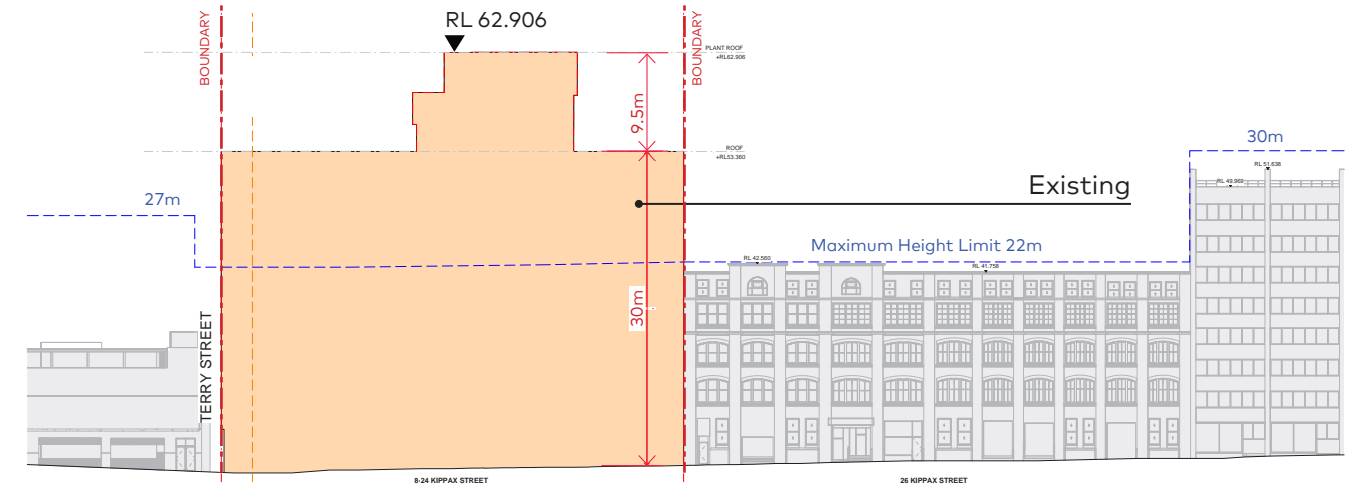 RL 62.906
BOUNDARY
BOUNDARY
PLANT ROOF
+RL62.906
9.5m
30m
ROOF
+RL53.360
RL 51.638
RL 49.969
27m
Existing
Maximum Height Limit 22m
RL 42.560
RL 41.758
30m
TERRY STREET
8-24 KIPPAX STREET
26 KIPPAX STREET